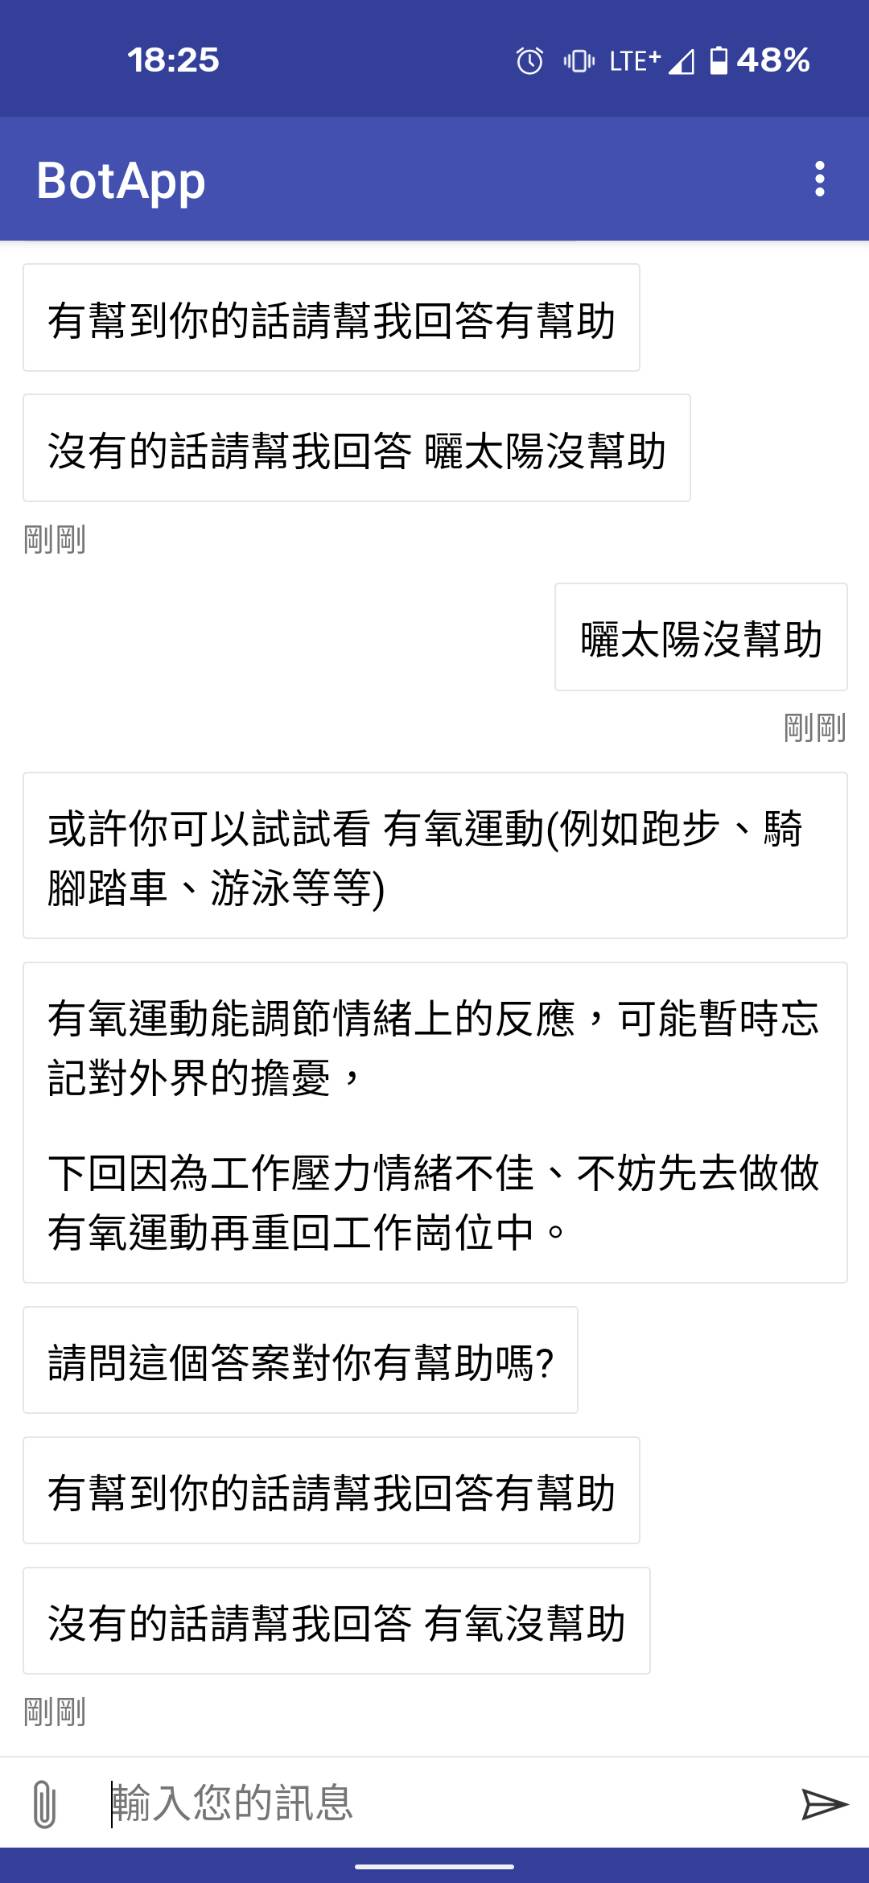 18:25
LTE+ 48%
BotApp
有幫到你的話請幫我回答有幫助
沒有的話請幫我回答 曬太陽沒幫助
剛剛
曬太陽沒幫助
剛剛
或許你可以試試看 有氧運動(例如跑步、騎
腳踏車、游泳等等)
有氧運動能調節情緒上的反應，可能暫時忘
記對外界的擔憂，
下回因為工作壓力情緒不佳、不妨先去做做
有氧運動再重回工作崗位中。
請問這個答案對你有幫助嗎?
有幫到你的話請幫我回答有幫助
沒有的話請幫我回答 有氧沒幫助
剛剛
輸入您的訊息